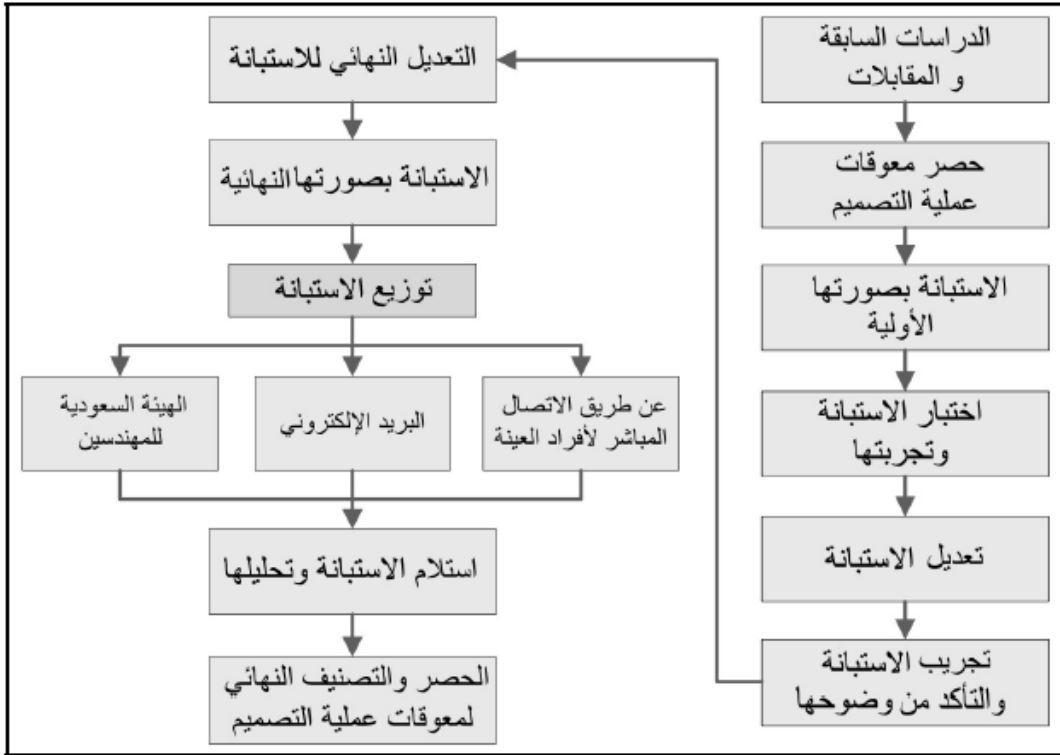 الدراسات السابقة
و المقابلات
حصر معوقات
عملية التصميم
الاستبانة بصورتها
الأولية
اختبار الاستبانة
وتجربتها
تعديل الاستبانة
تجريب الاستبانة
والتأكد من وضوحها
التعديل النهائي للاستبانة
الاستبانة بصورتها النهائية
توزيع الاستبانة
عن طريق الاتصال
المباشر لأفراد العينة
البريد الإلكتروني
الهيئة السعودية
للمهندسين
استلام الاستبانة وتحليلها
الحصر والتصنيف النهائي
لمعوقات عملية التصميم